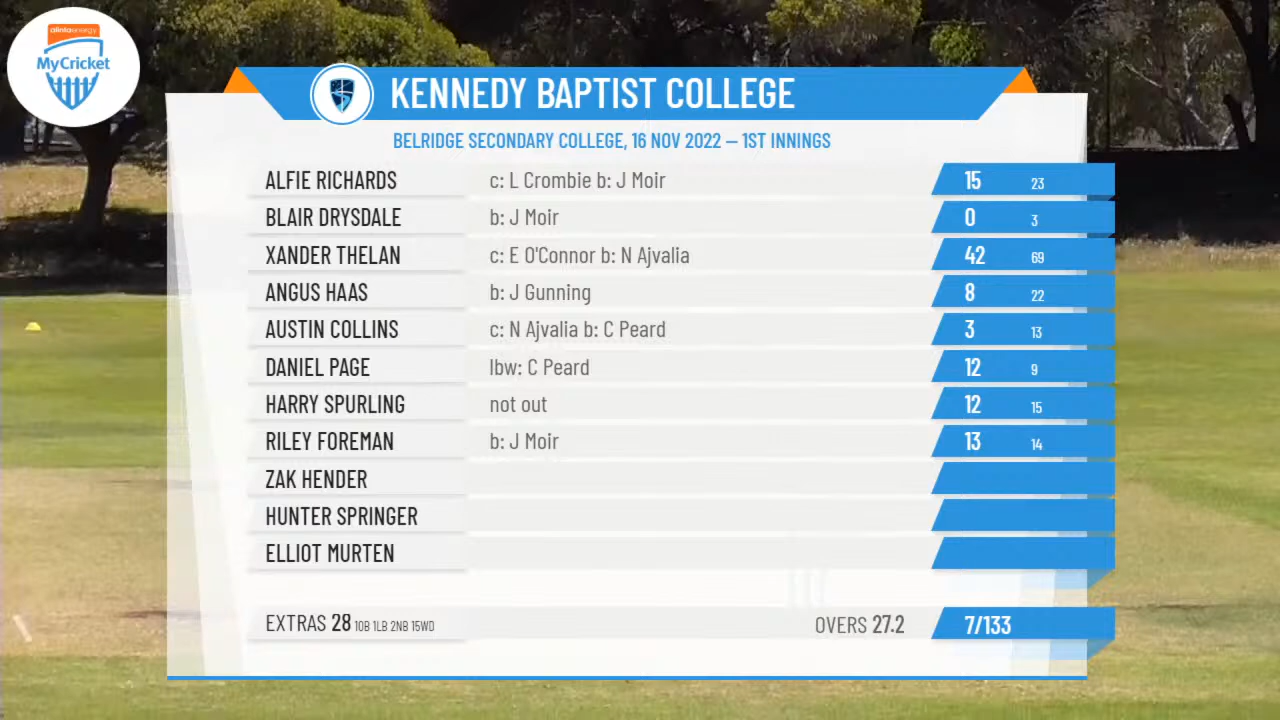 alintaenergy
MyCricket
KENNEDY BAPTIST COLLEGE
BELRIDGE SECONDARY COLLEGE, 16 NOV 2022 – 1ST INNINGS
ALFIE RICHARDS c: L Crombie b: J Moir 15 23
BLAIR DRYSDALE b: J Moir 0 3
XANDER THELAN c: E O'Connor b: N Ajvalia 42 69
ANGUS HAAS b: J Gunning 8 22
AUSTIN COLLINS c: N Ajvalia b: C Peard 3 13
DANIEL PAGE lbw: C Peard 12 9
HARRY SPURLING not out 12 15
RILEY FOREMAN b: J Moir 13 14
ZAK HENDER
HUNTER SPRINGER
ELLIOT MURTEN
EXTRAS 28 10B 1LB 2NB 15WD OVERS 27.2 7/133